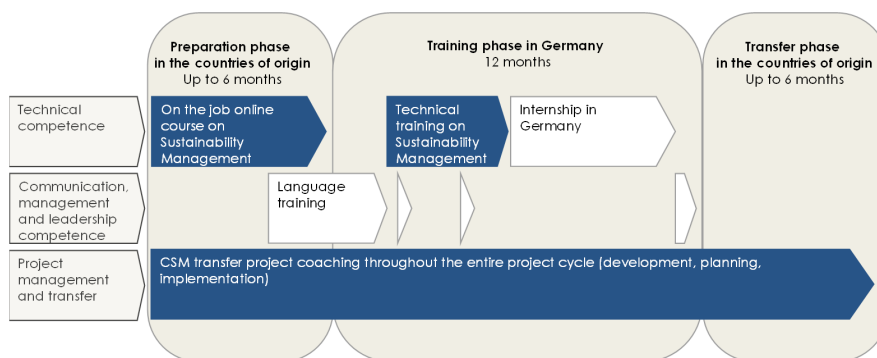 Preparation phase
in the countries of origin
Up to 6 months
Training phase in Germany
12 months
Transfer phase
in the countries of origin
Up to 6 months
Technical
competence
On the job online
course on
Sustainability
Management
Technical
training on
Sustainability
Management
Internship in
Germany
Communication,
management
and leadership
competence
Language
training
Project
management
and transfer
CSM transfer project coaching throughout the entire project cycle (development, planning,
implementation)